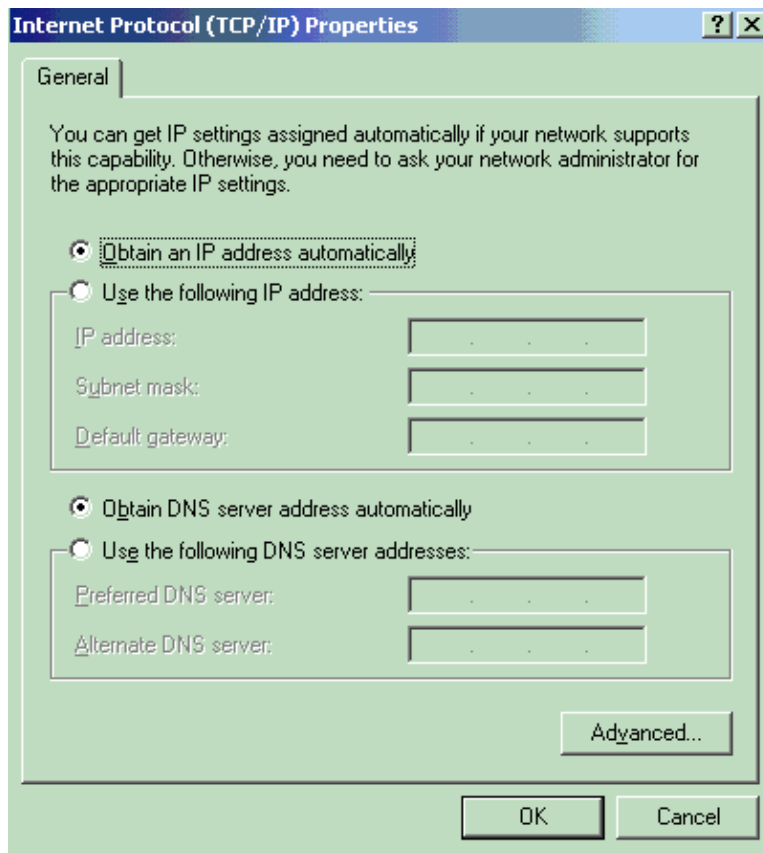 Internet Protocol (TCP/IP) Properties
General
You can get IP settings assigned automatically if your network supports
this capability. Otherwise, you need to ask your network administrator for
the appropriate IP settings.
Obtain an IP address automatically
Use the following IP address:
IP address:
Subnet mask:
Default gateway:
Obtain DNS server address automatically
Use the following DNS server addresses:
Preferred DNS server:
Alternate DNS server:
Advanced...
OK
Cancel